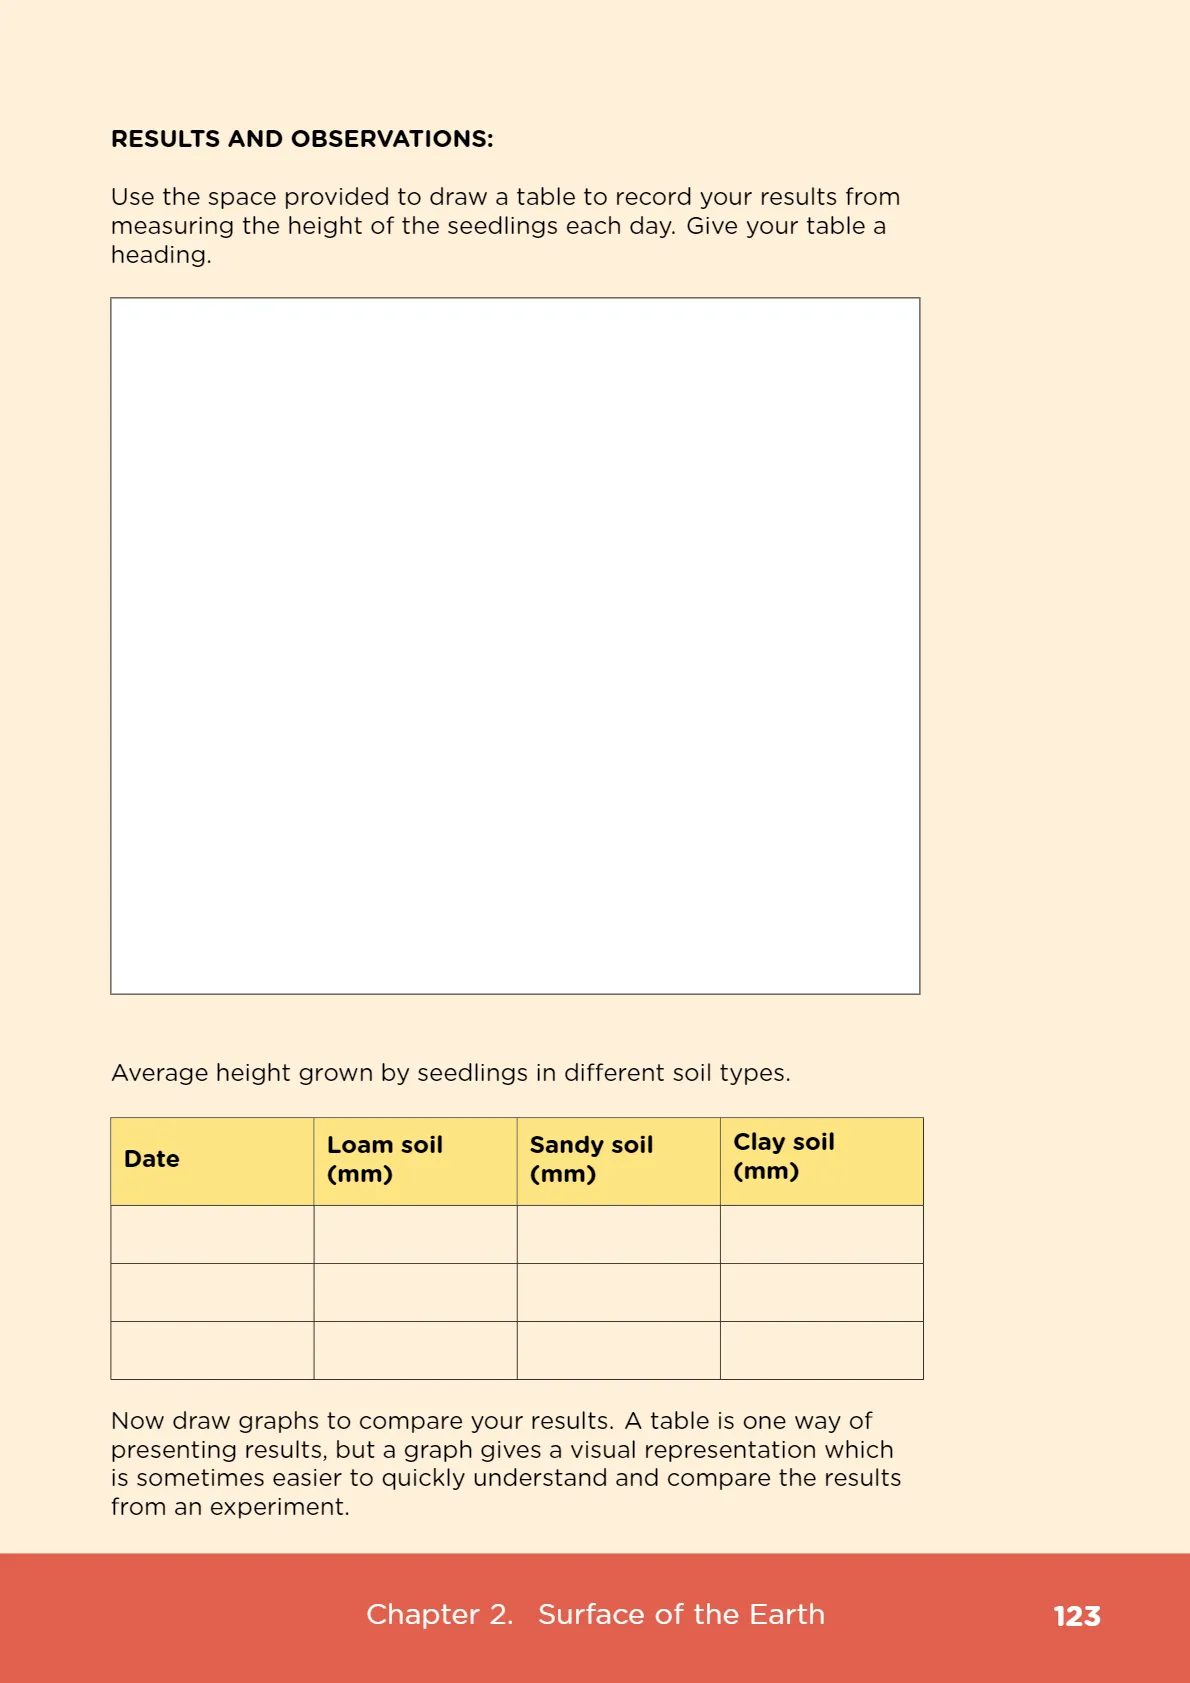 RESULTS AND OBSERVATIONS:
Use the space provided to draw a table to record your results from
measuring the height of the seedlings each day. Give your table a
heading.
Average height grown by seedlings in different soil types.
Date
Loam soil
(mm)
Sandy soil
(mm)
Clay soil
(mm)
Now draw graphs to compare your results. A table is one way of
presenting results, but a graph gives a visual representation which
is sometimes easier to quickly understand and compare the results
from an experiment.
Chapter 2. Surface of the Earth
123